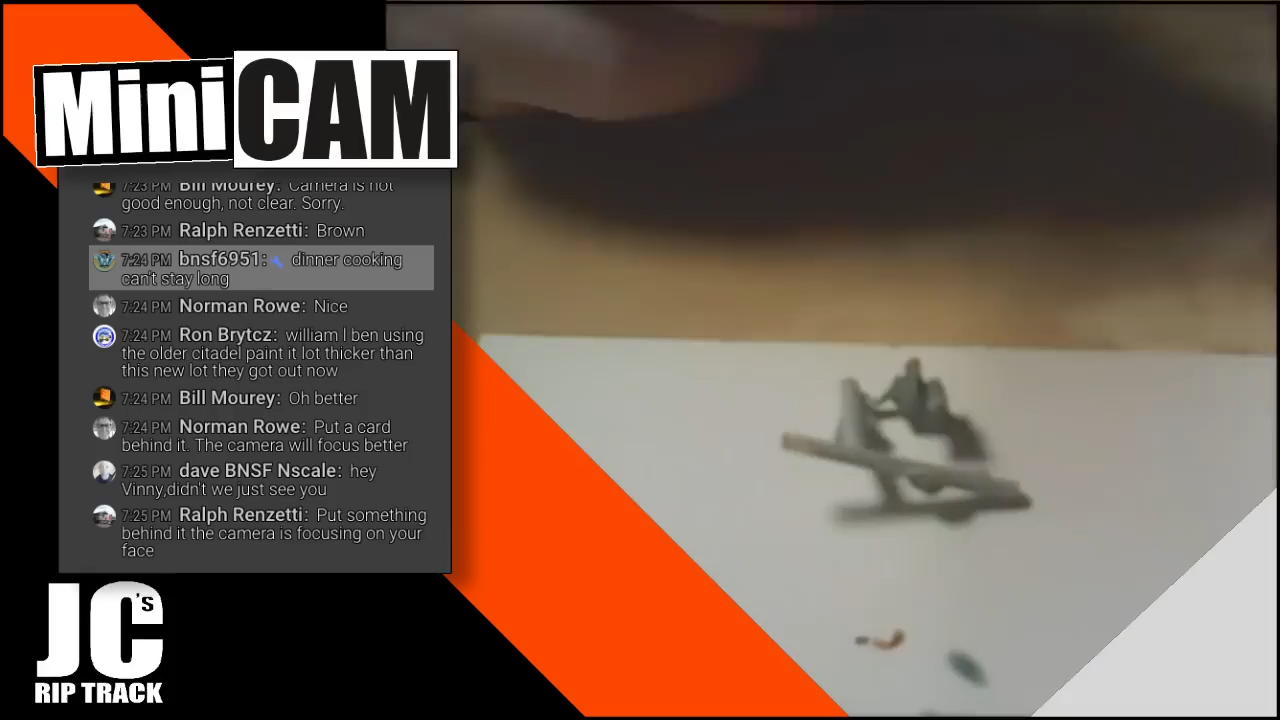 MiniCAM
7:23 PM Bill Mourey: Camera is not
good enough, not clear. Sorry.
7:23 PM Ralph Renzetti: Brown
7:24 PM bnsf6951: dinner cooking
can't stay long
7:24 PM Norman Rowe: Nice
7:24 PM Ron Brytcz: william I ben using
the older citadel paint it lot thicker than
this new lot they got out now
7:24 PM Bill Mourey: Oh better
7:24 PM Norman Rowe: Put a card
behind it. The camera will focus better
7:25 PM dave BNSF Nscale: hey
Vinny,didn't we just see you
7:25 PM Ralph Renzetti: Put something
behind it the camera is focusing on your
face
JC's
RIP TRACK